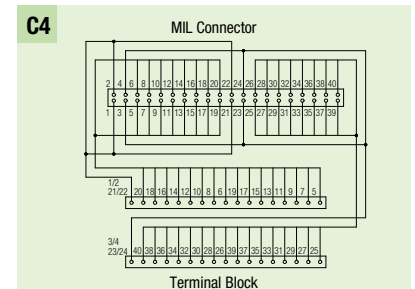 C4
MIL Connector
2 4 6 8 10 12 14 16 18 20 22 24 26 28 30 32 34 36 38 40
1 3 5 7 9 11 13 15 17 19 21 23 25 27 29 31 33 35 37 39
1/2
21/22 20 18 16 14 12 10 8 6 19 17 15 13 11 9 7 5
3/4
23/24 40 38 36 34 32 30 28 26 39 37 35 33 31 29 27 25
Terminal Block